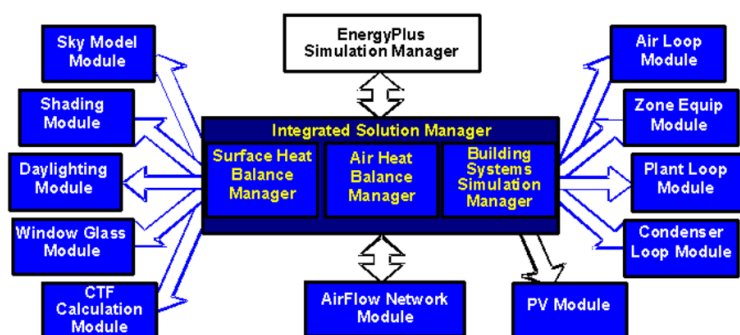 EnergyPlus
Simulation Manager
Sky Model
Module
Shading
Module
Daylighting
Module
Window Glass
Module
CTF
Calculation
Module
Integrated Solution Manager
Surface Heat
Balance
Manager
Air Heat
Balance
Manager
Building
Systems
Simulation
Manager
Air Loop
Module
Zone Equip
Module
Plant Loop
Module
Condenser
Loop Module
AirFlow Network
Module
PV Module